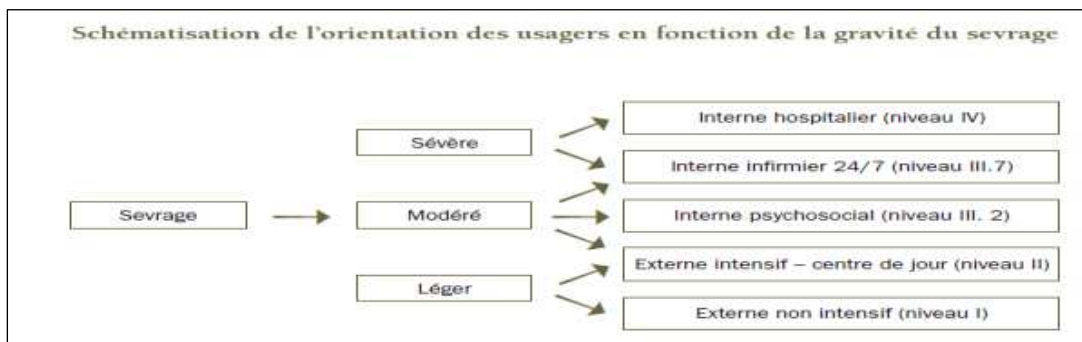 Schématisation de l'orientation des usagers en fonction de la gravité du sevrage
Interne hospitalier (niveau IV)
Sévère
Interne infirmier 24/7 (niveau III.7)
Sevrage
Modéré
Interne psychosocial (niveau III. 2)
Externe intensif – centre de jour (niveau II)
Léger
Externe non intensif (niveau I)